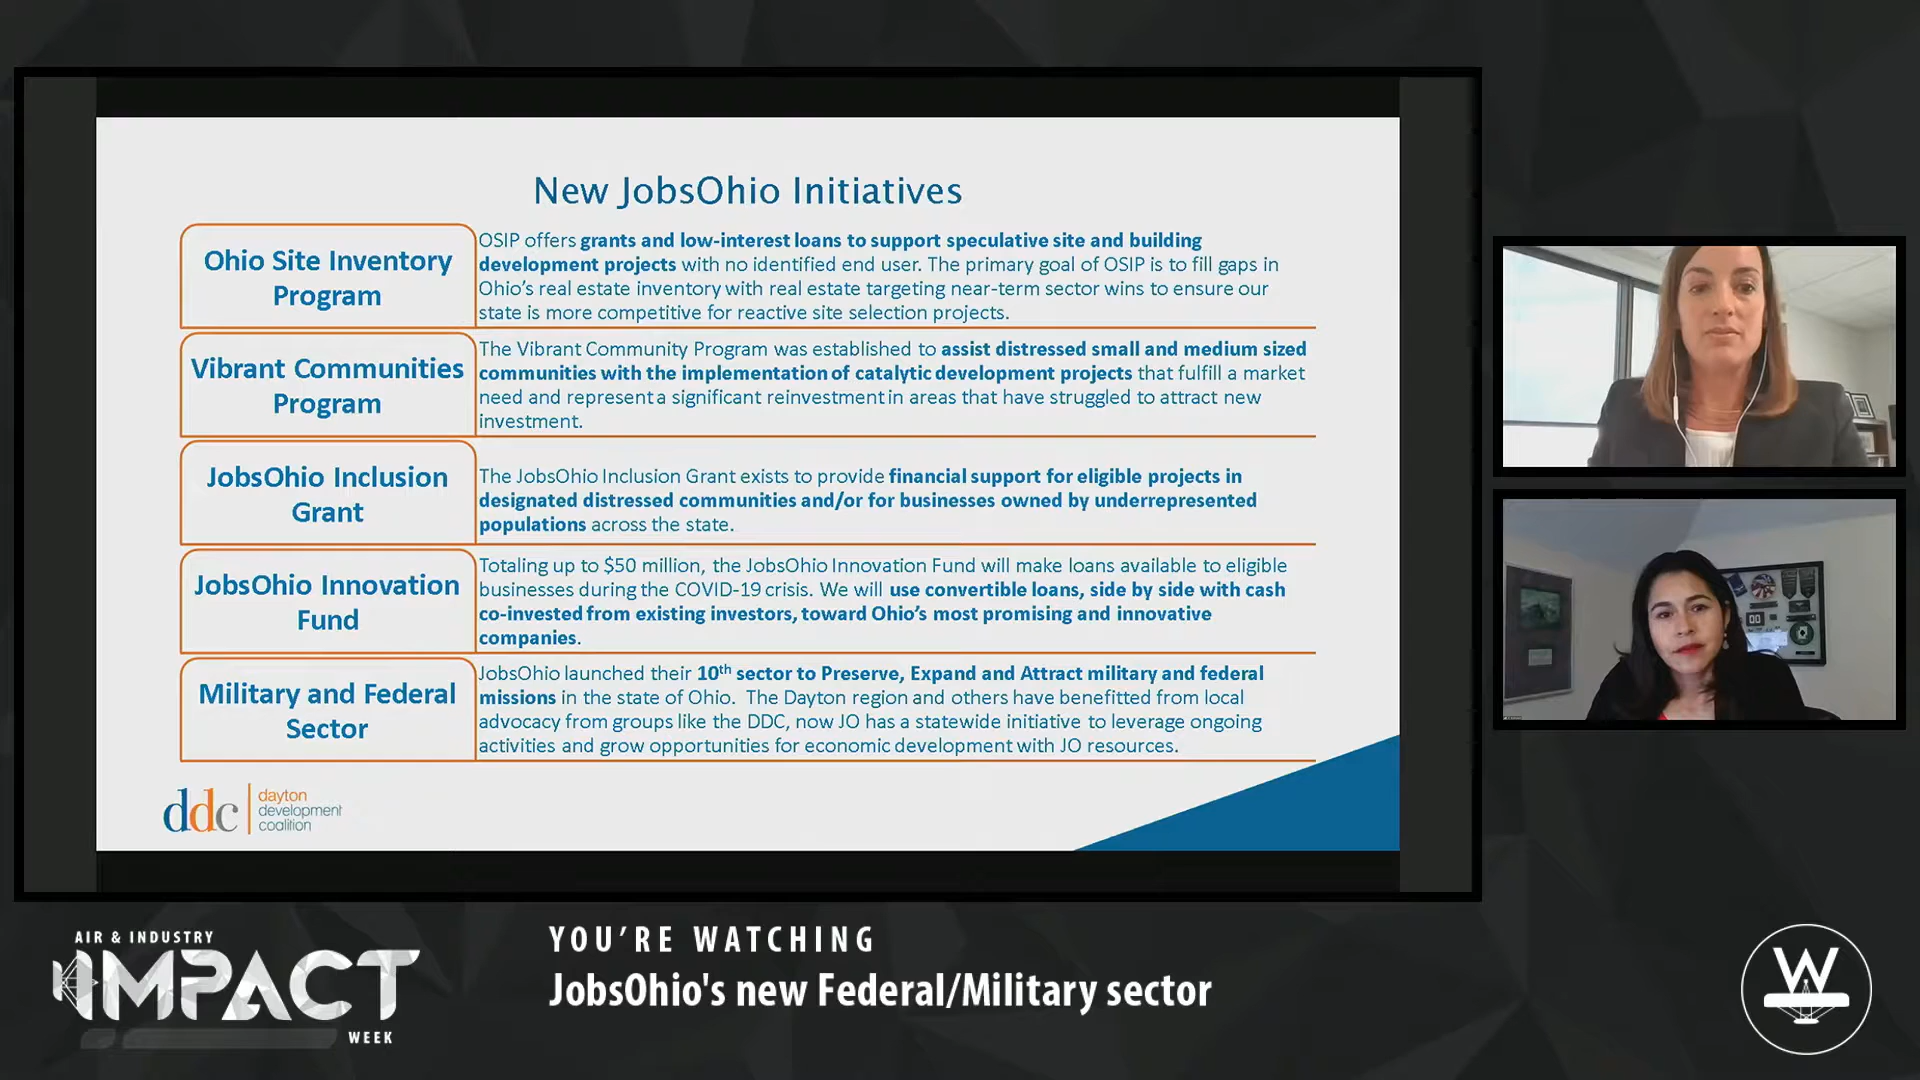 New JobsOhio Initiatives
Ohio Site Inventory
Program
OSIP offers grants and low-interest loans to support speculative site and building
development projects with no identified end user. The primary goal of OSIP is to fill gaps in
Ohio's real estate inventory with real estate targeting near-term sector wins to ensure our
state is more competitive for reactive site selection projects.
Vibrant Communities
Program
The Vibrant Community Program was established to assist distressed small and medium sized
communities with the implementation of catalytic development projects that fulfill a market
need and represent a significant reinvestment in areas that have struggled to attract new
investment.
JobsOhio Inclusion
Grant
The JobsOhio Inclusion Grant exists to provide financial support for eligible projects in
designated distressed communities and/or for businesses owned by underrepresented
populations across the state.
JobsOhio Innovation
Fund
Totaling up to $50 million, the JobsOhio Innovation Fund will make loans available to eligible
businesses during the COVID-19 crisis. We will use convertible loans, side by side with cash
co-invested from existing investors, toward Ohio's most promising and innovative
companies.
Military and Federal
Sector
JobsOhio launched their 10th sector to Preserve, Expand and Attract military and federal
missions in the state of Ohio. The Dayton region and others have benefitted from local
advocacy from groups like the DDC, now JO has a statewide initiative to leverage ongoing
activities and grow opportunities for economic development with JO resources.
ddc
dayton
development
coalition
AIR & INDUSTRY
IMPACT
WEEK
YOU'RE WATCHING
JobsOhio's new Federal/Military sector
W